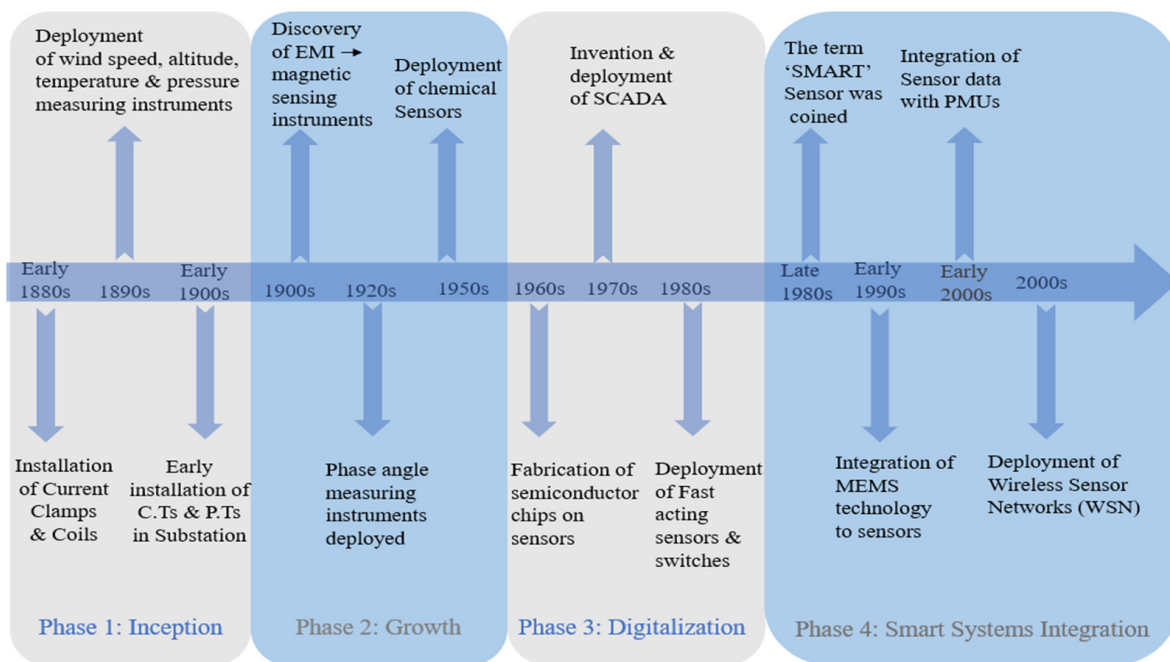 Deployment
of wind speed, altitude,
temperature & pressure
measuring instruments
Discovery
of EMI →
magnetic
sensing
instruments
Deployment
of chemical
Sensors
Invention &
deployment
of SCADA
The term
‘SMART’
Sensor was
coined
Integration of
Sensor data
with PMUs
Early
1880s
1890s
Early
1900s
1900s
1920s
1950s
1960s
1970s
1980s
Late
1980s
Early
1990s
Early
2000s
2000s
Installation
of Current
Clamps
& Coils
Early
installation of
C.Ts & P.Ts
in Substation
Phase angle
measuring
instruments
deployed
Fabrication of
semiconductor
chips on
sensors
Deployment
of Fast
acting
sensors &
switches
Integration of
MEMS
technology
to sensors
Deployment of
Wireless Sensor
Networks (WSN)
Phase 1: Inception
Phase 2: Growth
Phase 3: Digitalization
Phase 4: Smart Systems Integration